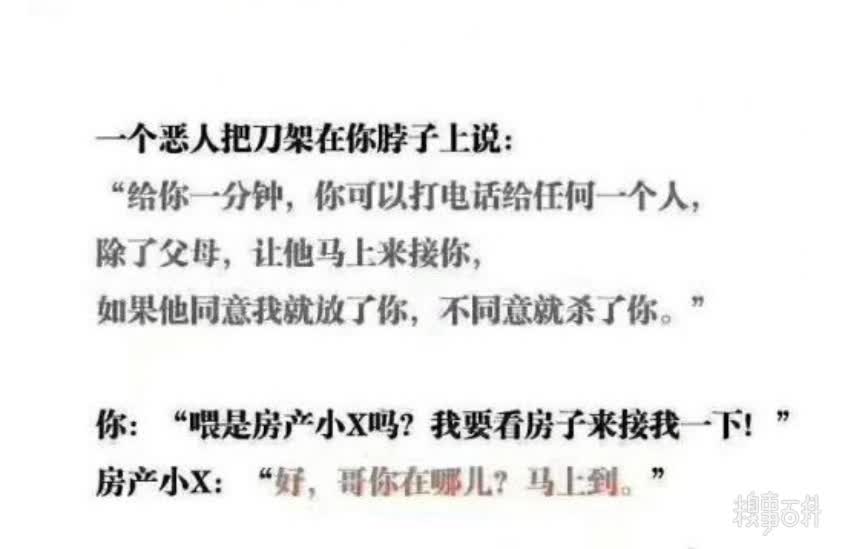 一个恶人把刀架在你脖子上说：
“给你一分钟，你可以打电话给任何一个人，
除了父母，让他马上来接你，
如果他同意我就放了你，不同意就杀了你。”
你：“喂是房产小X吗？我要看房子来接我一下！”
房产小X：“好，哥你在哪儿？马上到。”
糗事百科